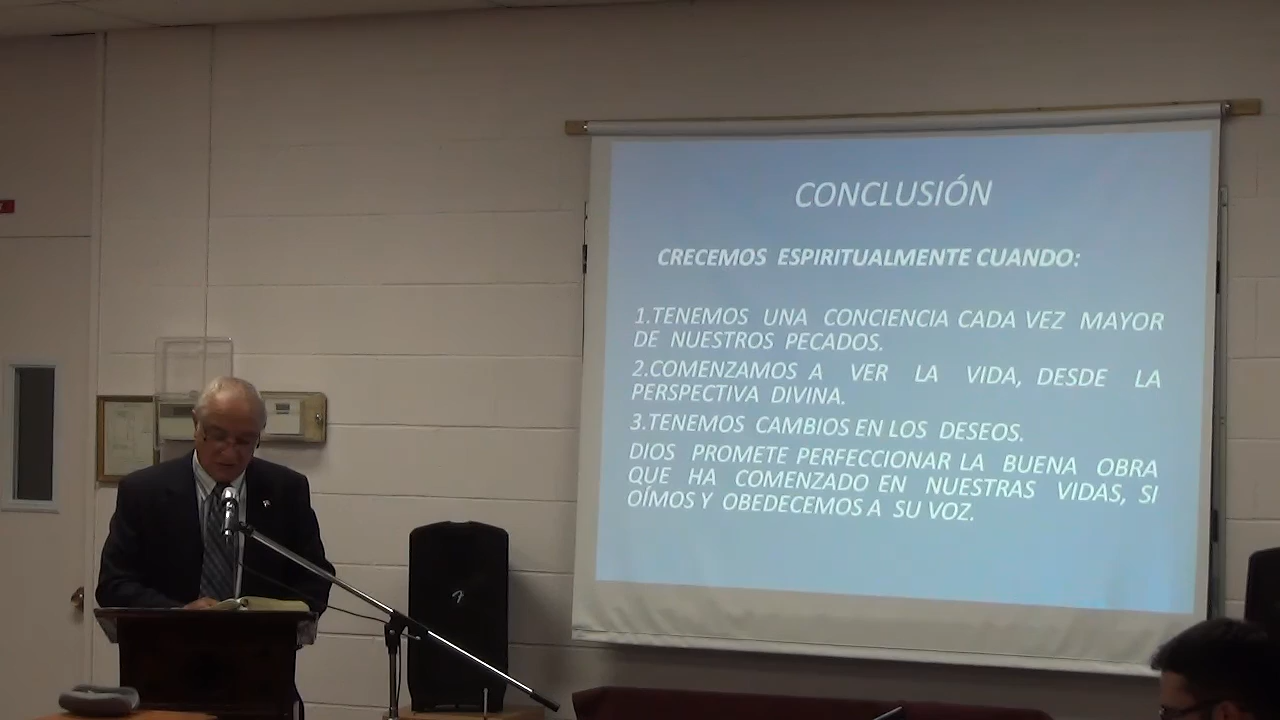 CONCLUSIÓN
CRECEMOS ESPIRITUALMENTE CUANDO:
1.TENEMOS UNA CONCIENCIA CADA VEZ MAYOR
DE NUESTROS PECADOS.
2.COMENZAMOS A VER LA VIDA, DESDE LA
PERSPECTIVA DIVINA.
3.TENEMOS CAMBIOS EN LOS DESEOS.
DIOS PROMETE PERFECCIONAR LA BUENA OBRA
QUE HA COMENZADO EN NUESTRAS VIDAS, SI
OÍMOS Y OBEDECEMOS A SU VOZ.